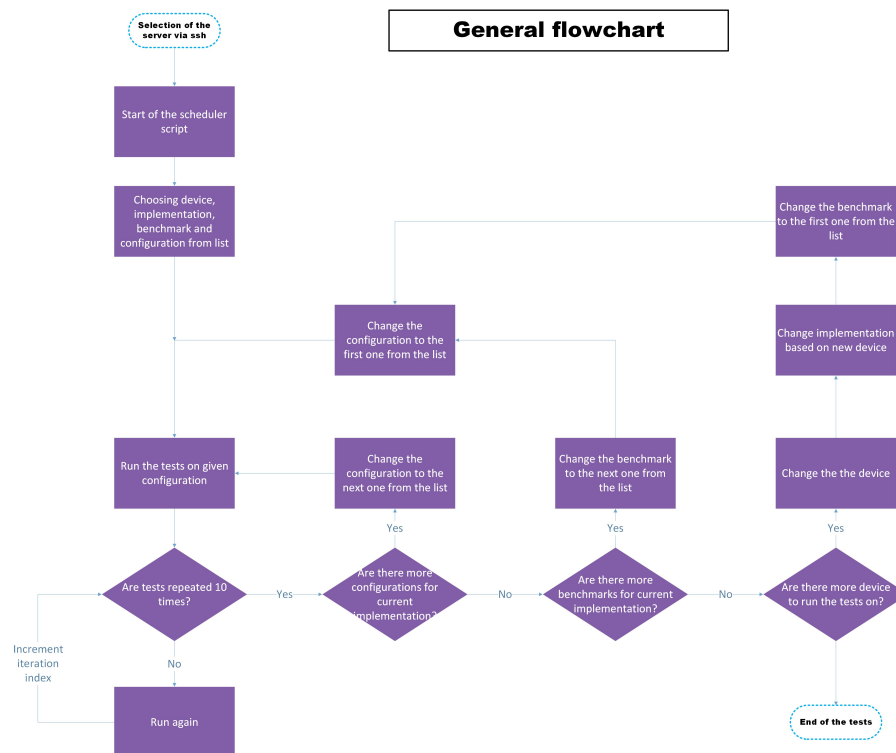 Selection of the
server via ssh
General flowchart
Start of the scheduler
script
Choosing device,
implementation,
benchmark and
configuration from list
Change the benchmark
to the first one from the
list
Change the
configuration to the
first one from the list
Change implementation
based on new device
Run the tests on given
configuration
Change the
configuration to the
next one from the list
Change the benchmark
to the next one from
the list
Change the the device
Yes
Yes
Yes
Are tests repeated 10
times?
Yes
Are there more
configurations for
current
implementation?
No
Are there more
benchmarks for current
implementation?
No
Are there more device
to run the tests on?
Increment
iteration
index
No
Run again
End of the tests